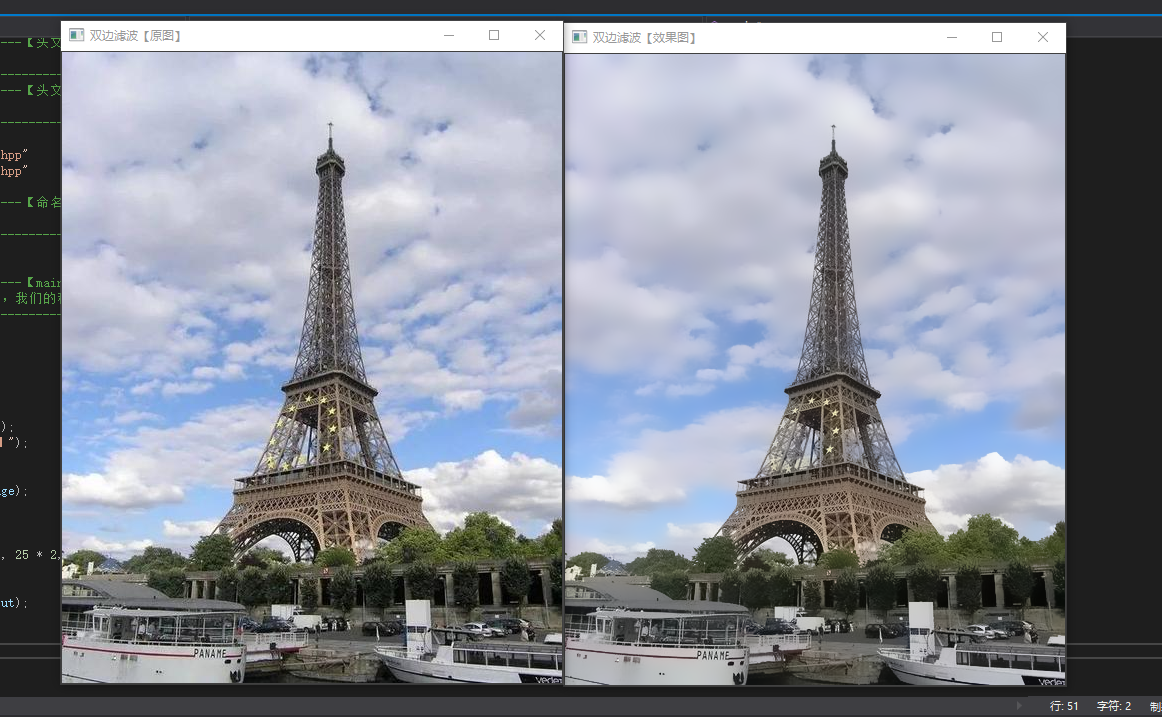 双边滤波【原图】
双边滤波【效果图】
---【头文
---【头文
hpp"
hpp"
---【命名
---【main
，我们的
);
");
ge);
, 25 * 2
ut);
PANAME
PANAME
vedet
行: 51 字符: 2